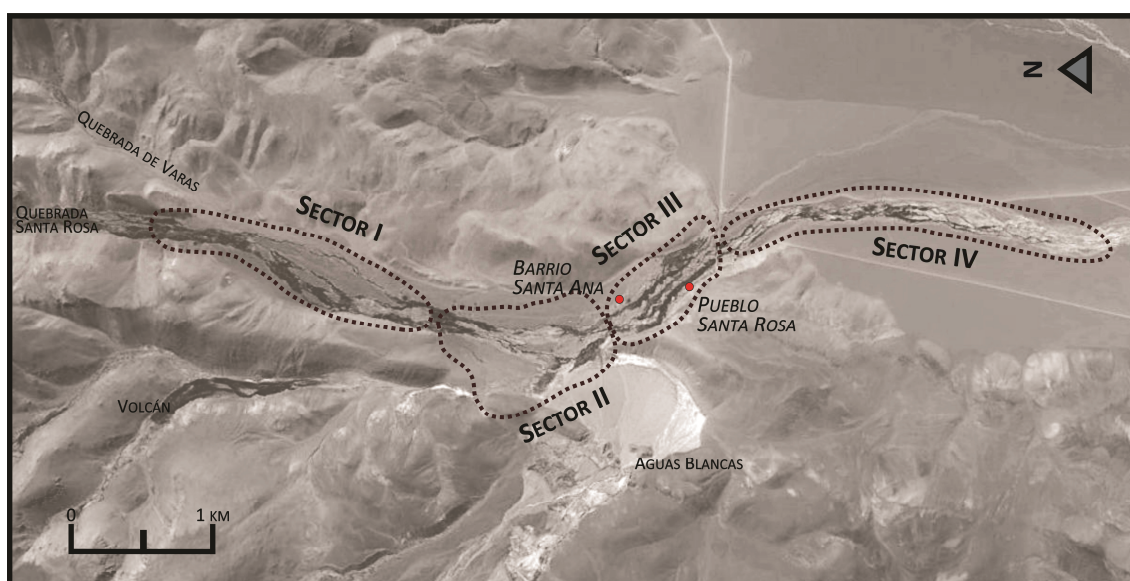 N
QUEBRADA DE VARAS
QUEBRADA
SANTA ROSA
SECTOR I
SECTOR III
BARRIO
SANTA ANA
SECTOR IV
PUEBLO
SANTA ROSA
VOLCÁN
SECTOR II
AGUAS BLANCAS
0 1 KM